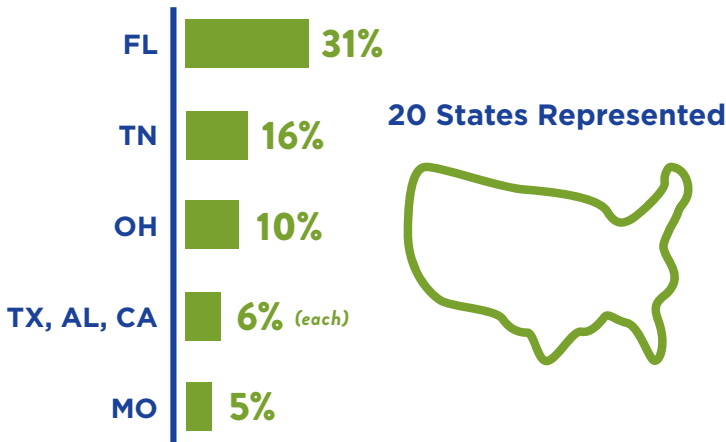 FL 31%
TN 16%
20 States Represented
OH 10%
TX, AL, CA 6% (each)
MO 5%